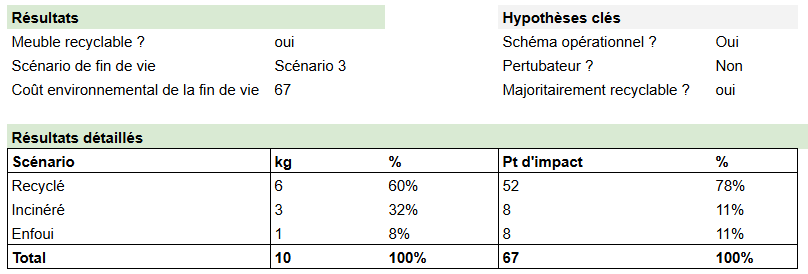 Résultats Hypothèses clés
Meuble recyclable ? oui Schéma opérationnel ? Oui
Scénario de fin de vie Scénario 3 Pertubateur ? Non
Coût environnemental de la fin de vie 67 Majoritairement recyclable ? oui
Résultats détaillés
Scénario kg % Pt d'impact %
Recyclé 6 60% 52 78%
Incinéré 3 32% 8 11%
Enfoui 1 8% 8 11%
Total 10 100% 67 100%